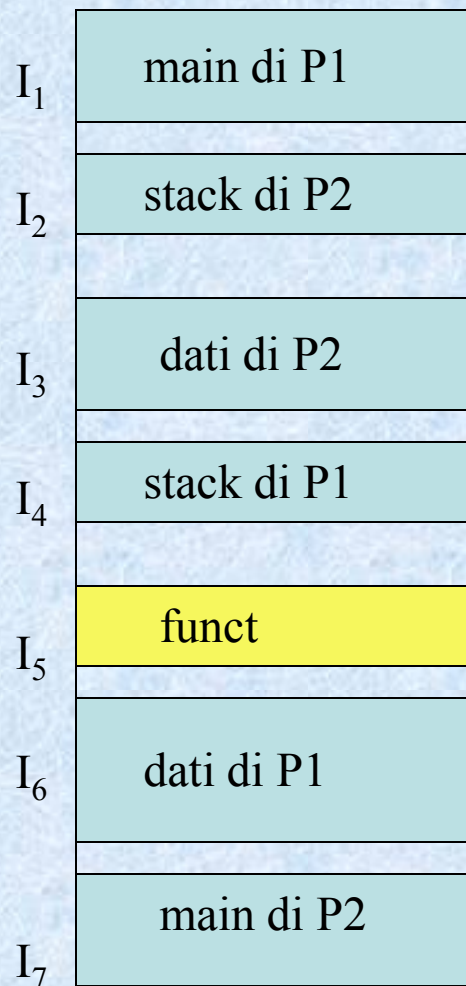 I1 main di P1
I2 stack di P2
I3 dati di P2
I4 stack di P1
I5 funct
I6 dati di P1
I7 main di P2